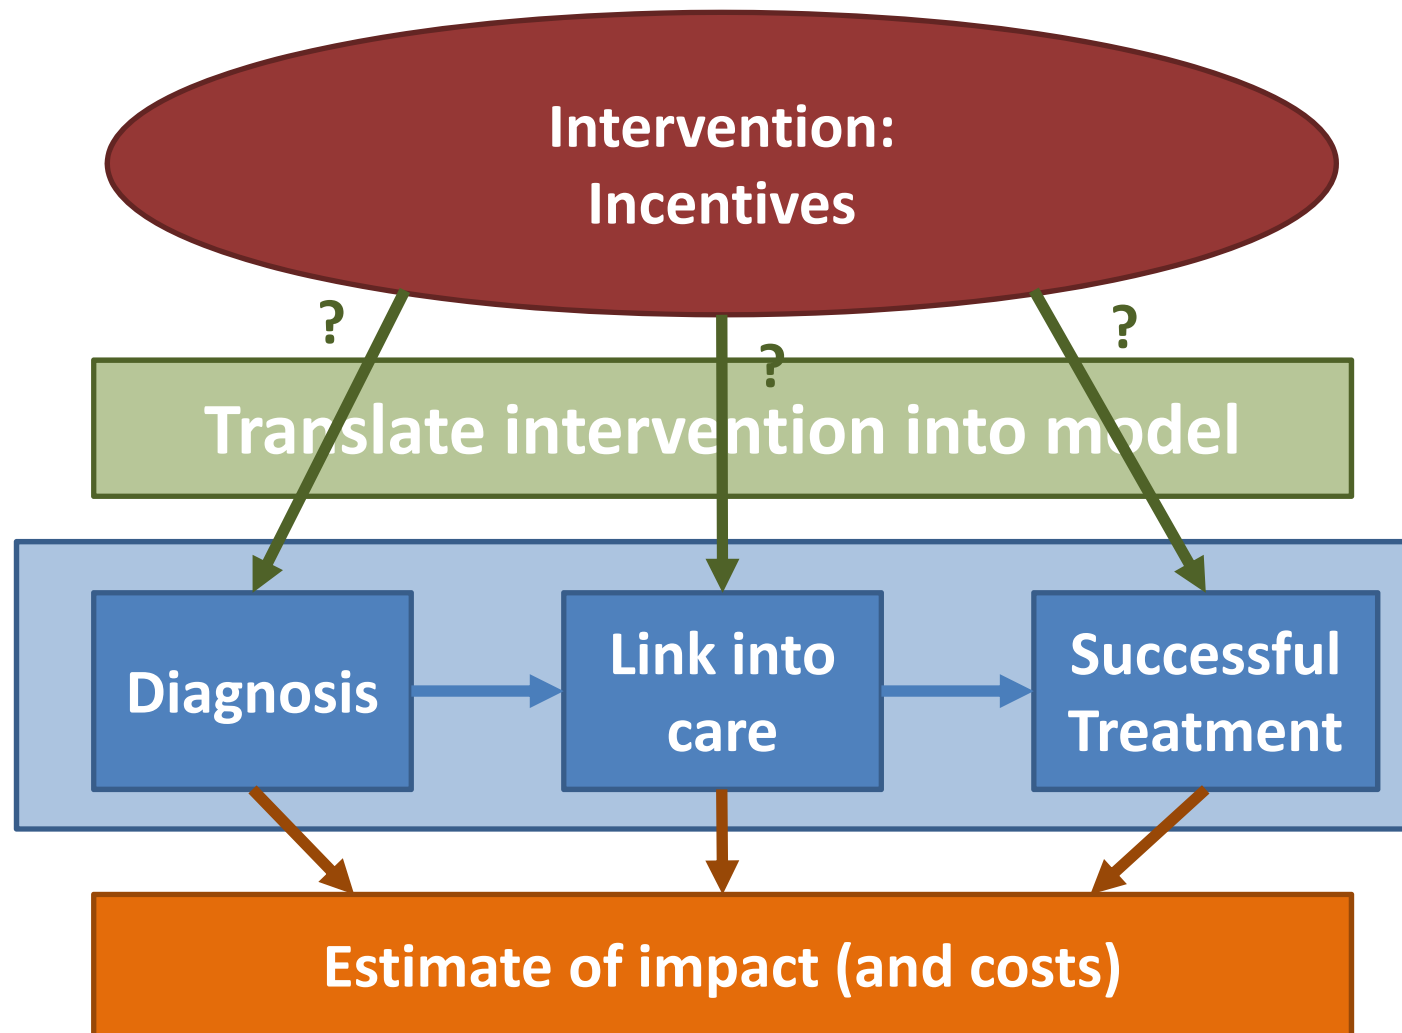 Intervention:
Incentives
?
?
?
Translate intervention into model
Diagnosis
Link into
care
Successful
Treatment
Estimate of impact (and costs)